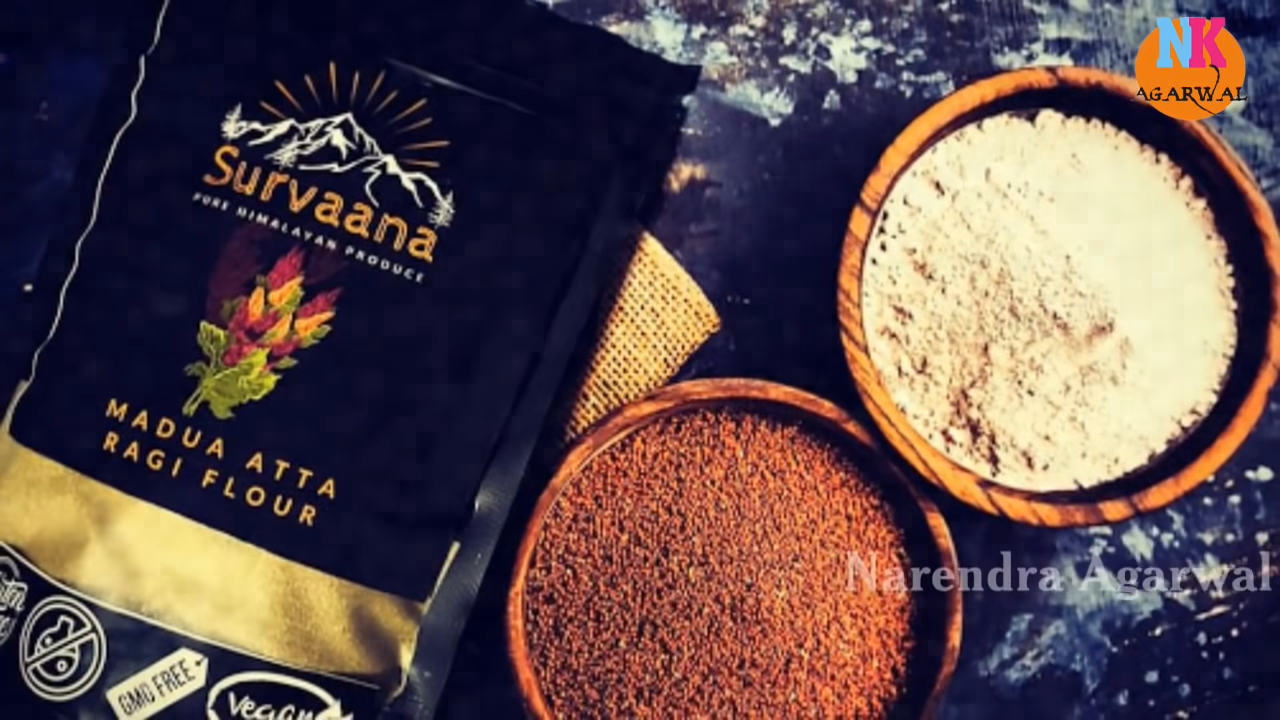 Survaana
PURE HIMALAYAN PRODUCE
MADUA ATTA
RAGI FLOUR
GMO FREE
Vegan
NK
AGARWAL
Narendra Agarwal